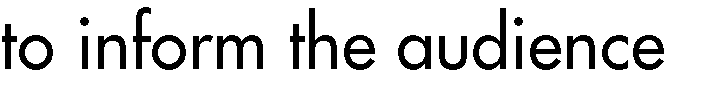 to inform the audience